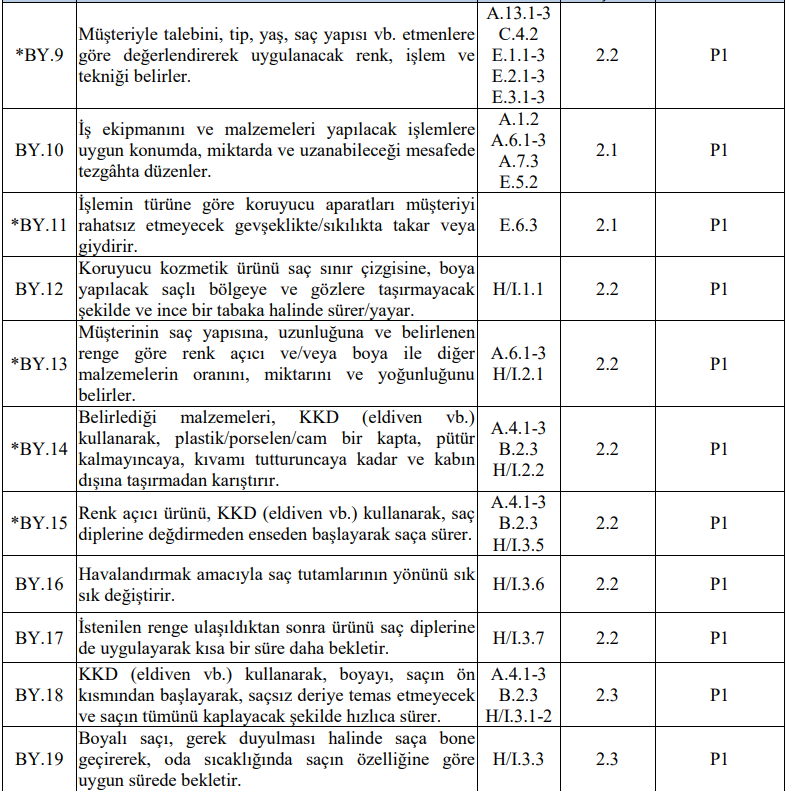 *BY.9
Müşteriyle talebini, tip, yaş, saç yapısı vb. etmenlere
göre değerlendirerek uygulanacak renk, işlem ve
tekniği belirler.
A.13.1-3
C.4.2
E.1.1-3
E.2.1-3
E.3.1-3
2.2
P1
BY.10
İş ekipmanını ve malzemeleri yapılacak işlemlere
uygun konumda, miktarda ve uzanabileceği mesafede
tezgâhta düzenler.
A.1.2
A.6.1-3
A.7.3
E.5.2
2.1
P1
*BY.11
İşlemin türüne göre koruyucu aparatları müşteriyi
rahatsız etmeyecek gevşeklikte/sıkılıkta takar veya
giydirir.
E.6.3
2.1
P1
BY.12
Koruyucu kozmetik ürünü saç sınır çizgisine, boya
yapılacak saçlı bölgeye ve gözlere taşırmayacak
şekilde ve ince bir tabaka halinde sürer/yayar.
H/I.1.1
2.2
P1
*BY.13
Müşterinin saç yapısına, uzunluğuna ve belirlenen
renge göre renk açıcı ve/veya boya ile diğer
malzemelerin oranını, miktarını ve yoğunluğunu
belirler.
A.6.1-3
H/I.2.1
2.2
P1
*BY.14
Belirlediği malzemeleri, KKD (eldiven vb.)
kullanarak, plastik/porselen/cam bir kapta, pütür
kalmayıncaya, kıvamı tutturuncaya kadar ve kabın
dışına taşırmadan karıştırır.
A.4.1-3
B.2.3
H/I.2.2
2.2
P1
*BY.15
Renk açıcı ürünü, KKD (eldiven vb.) kullanarak, saç
diplerine değdirmeden enseden başlayarak saça sürer.
A.4.1-3
B.2.3
H/I.3.5
2.2
P1
BY.16
Havalandırmak amacıyla saç tutamlarının yönünü sık
sık değiştirir.
H/I.3.6
2.2
P1
BY.17
İstenilen renge ulaşıldıktan sonra ürünü saç diplerine
de uygulayarak kısa bir süre daha bekletir.
H/I.3.7
2.2
P1
BY.18
KKD (eldiven vb.) kullanarak, boyayı, saçın ön
kısmından başlayarak, saçsız deriye temas etmeyecek
ve saçın tümünü kaplayacak şekilde hızlıca sürer.
A.4.1-3
B.2.3
H/I.3.1-2
2.3
P1
BY.19
Boyalı saçı, gerek duyulması halinde saça bone
geçirerek, oda sıcaklığında saçın özelliğine göre
uygun sürede bekletir.
H/I.3.3
2.3
P1